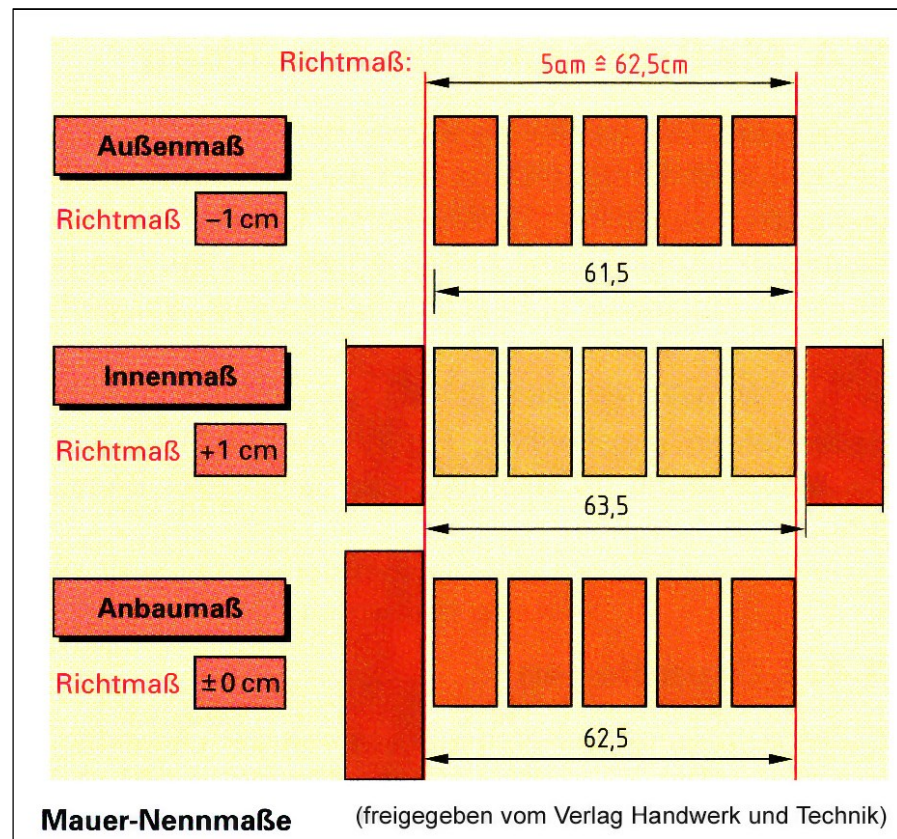 Richtmaß: 5am ≙ 62,5cm
Außenmaß
Richtmaß –1 cm
61,5
Innenmaß
Richtmaß +1 cm
63,5
Anbaumaß
Richtmaß ±0 cm
62,5
Mauer-Nennmaße (freigegeben vom Verlag Handwerk und Technik)